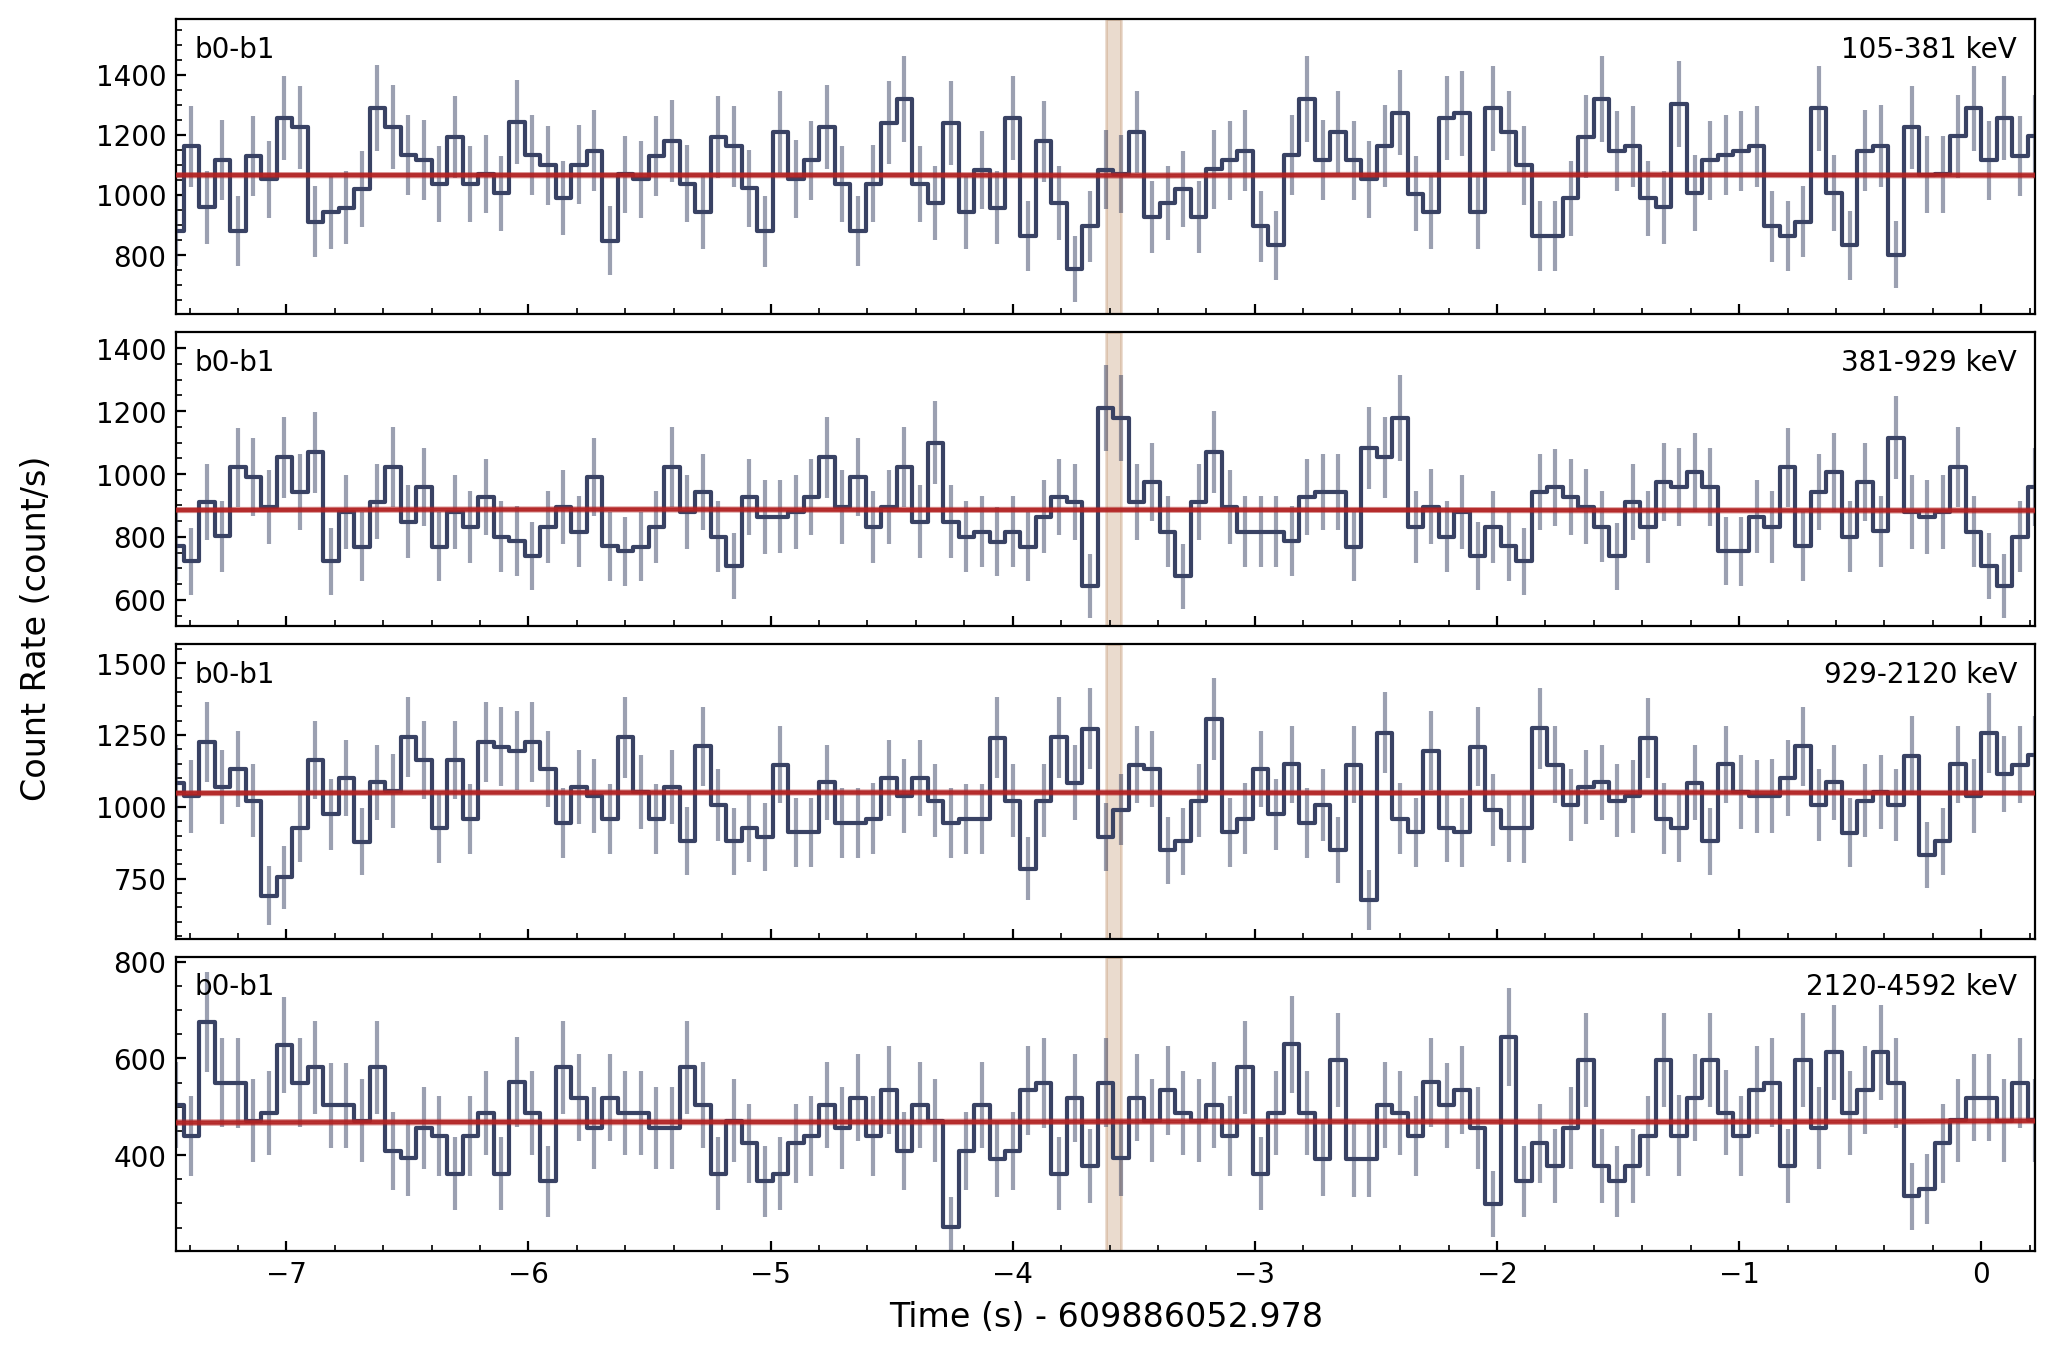 Count Rate (count/s)
b0-b1 105-381 keV
1400
1200
1000
800
b0-b1 381-929 keV
1400
1200
1000
800
600
b0-b1 929-2120 keV
1500
1250
1000
750
b0-b1 2120-4592 keV
800
600
400
−7 −6 −5 −4 −3 −2 −1 0
Time (s) - 609886052.978